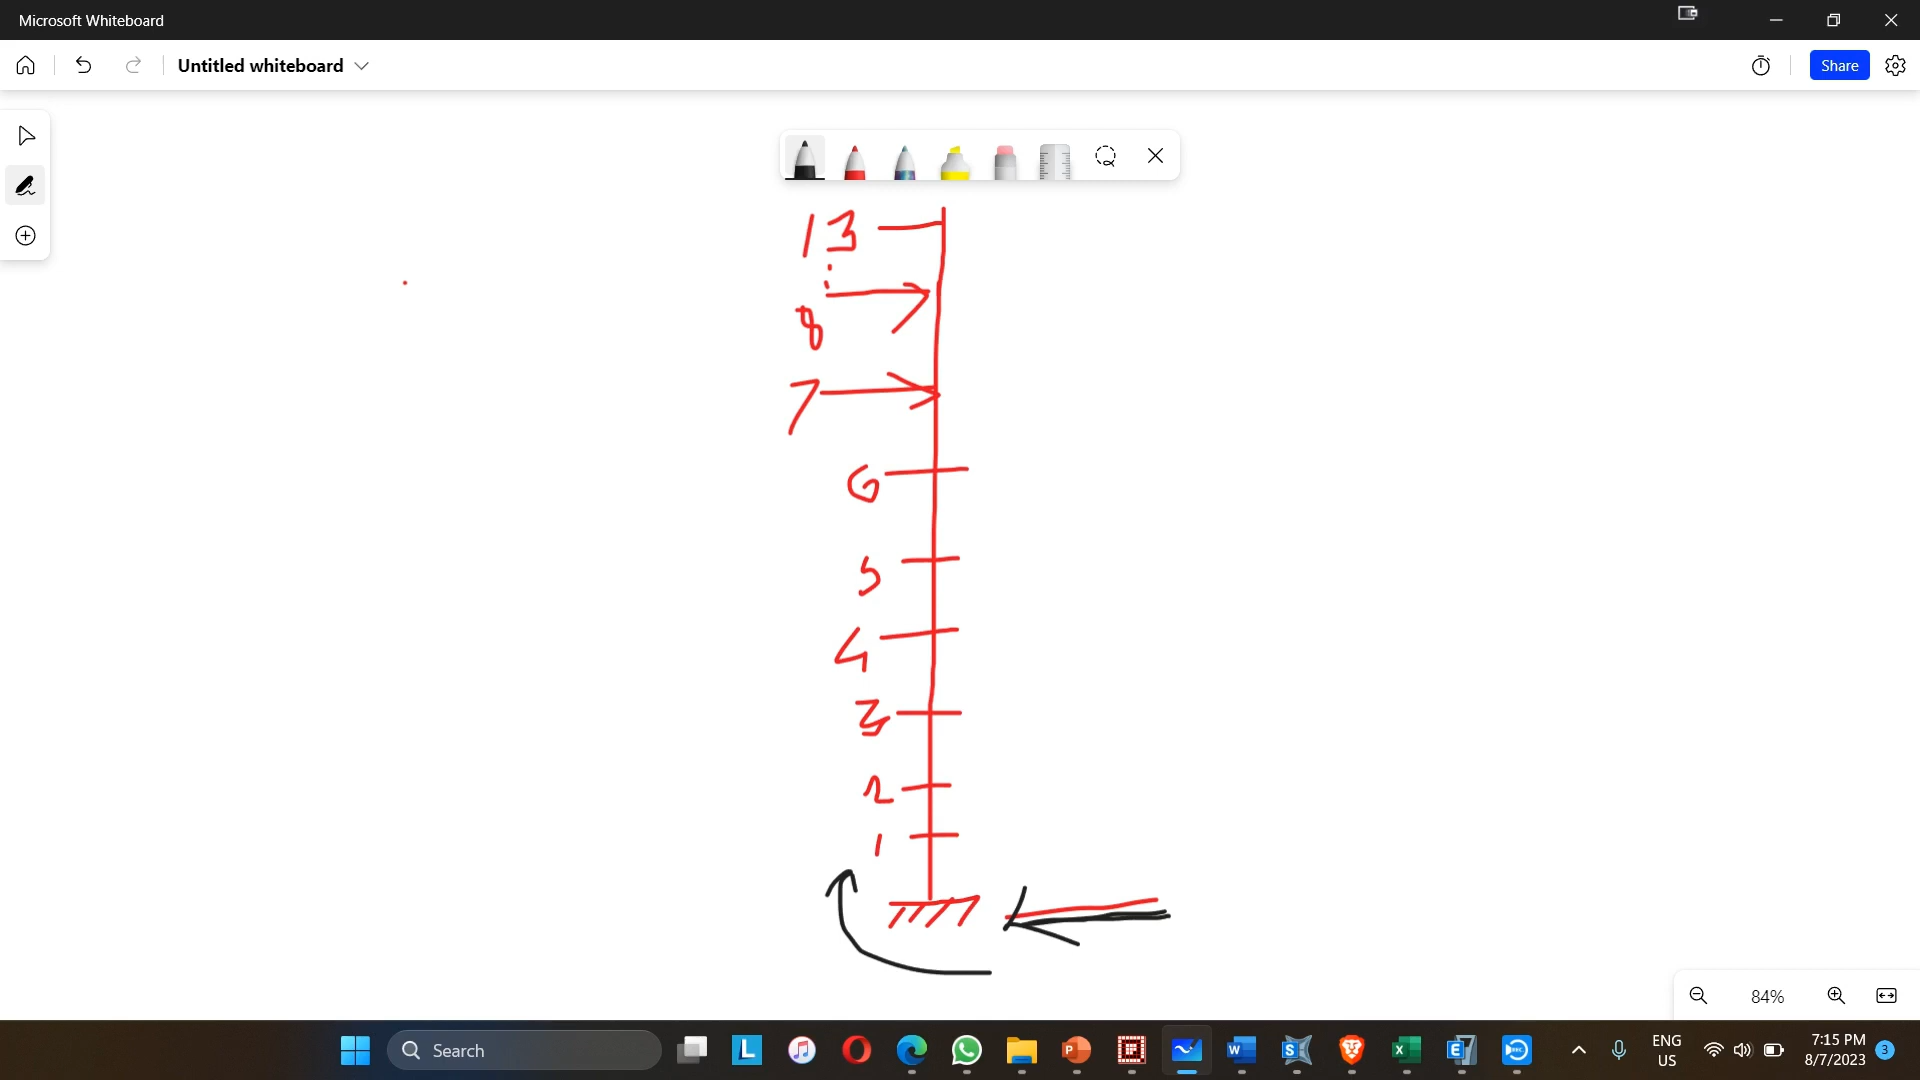 Microsoft Whiteboard
Untitled whiteboard
Share
13
8
7
6
5
4
3
2
1
84%
Search
ENG
US
7:15 PM
8/7/2023
3